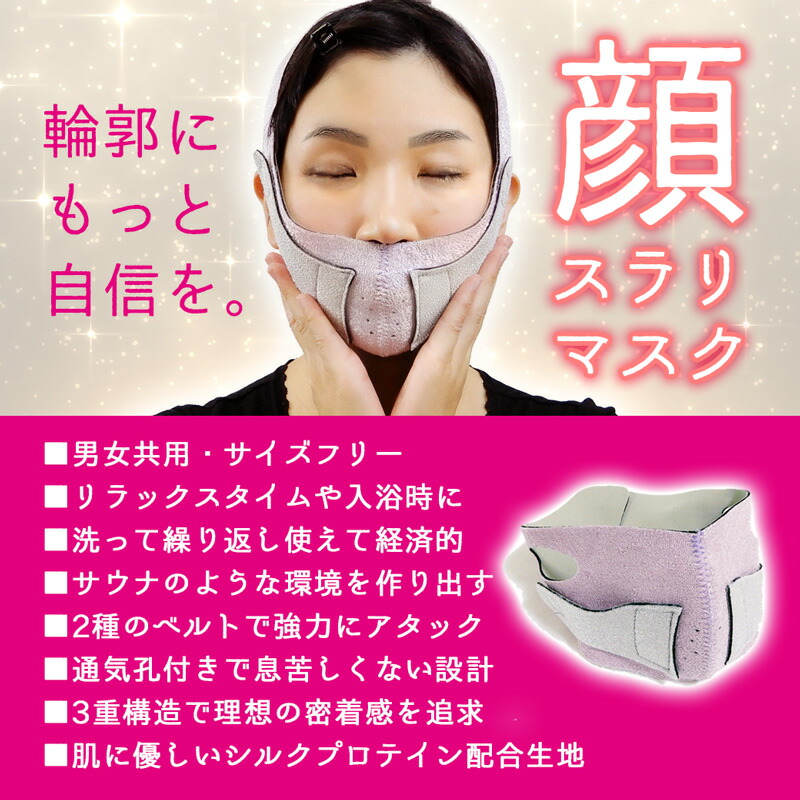 輪郭に
もっと
自信を。
顔
スラリ
マスク
■男女共用・サイズフリー
■リラックスタイムや入浴時に
■洗って繰り返し使えて経済的
■サウナのような環境を作り出す
■2種のベルトで強力にアタック
■通気孔付きで息苦しくない設計
■3重構造で理想の密着感を追求
■肌に優しいシルクプロテイン配合生地